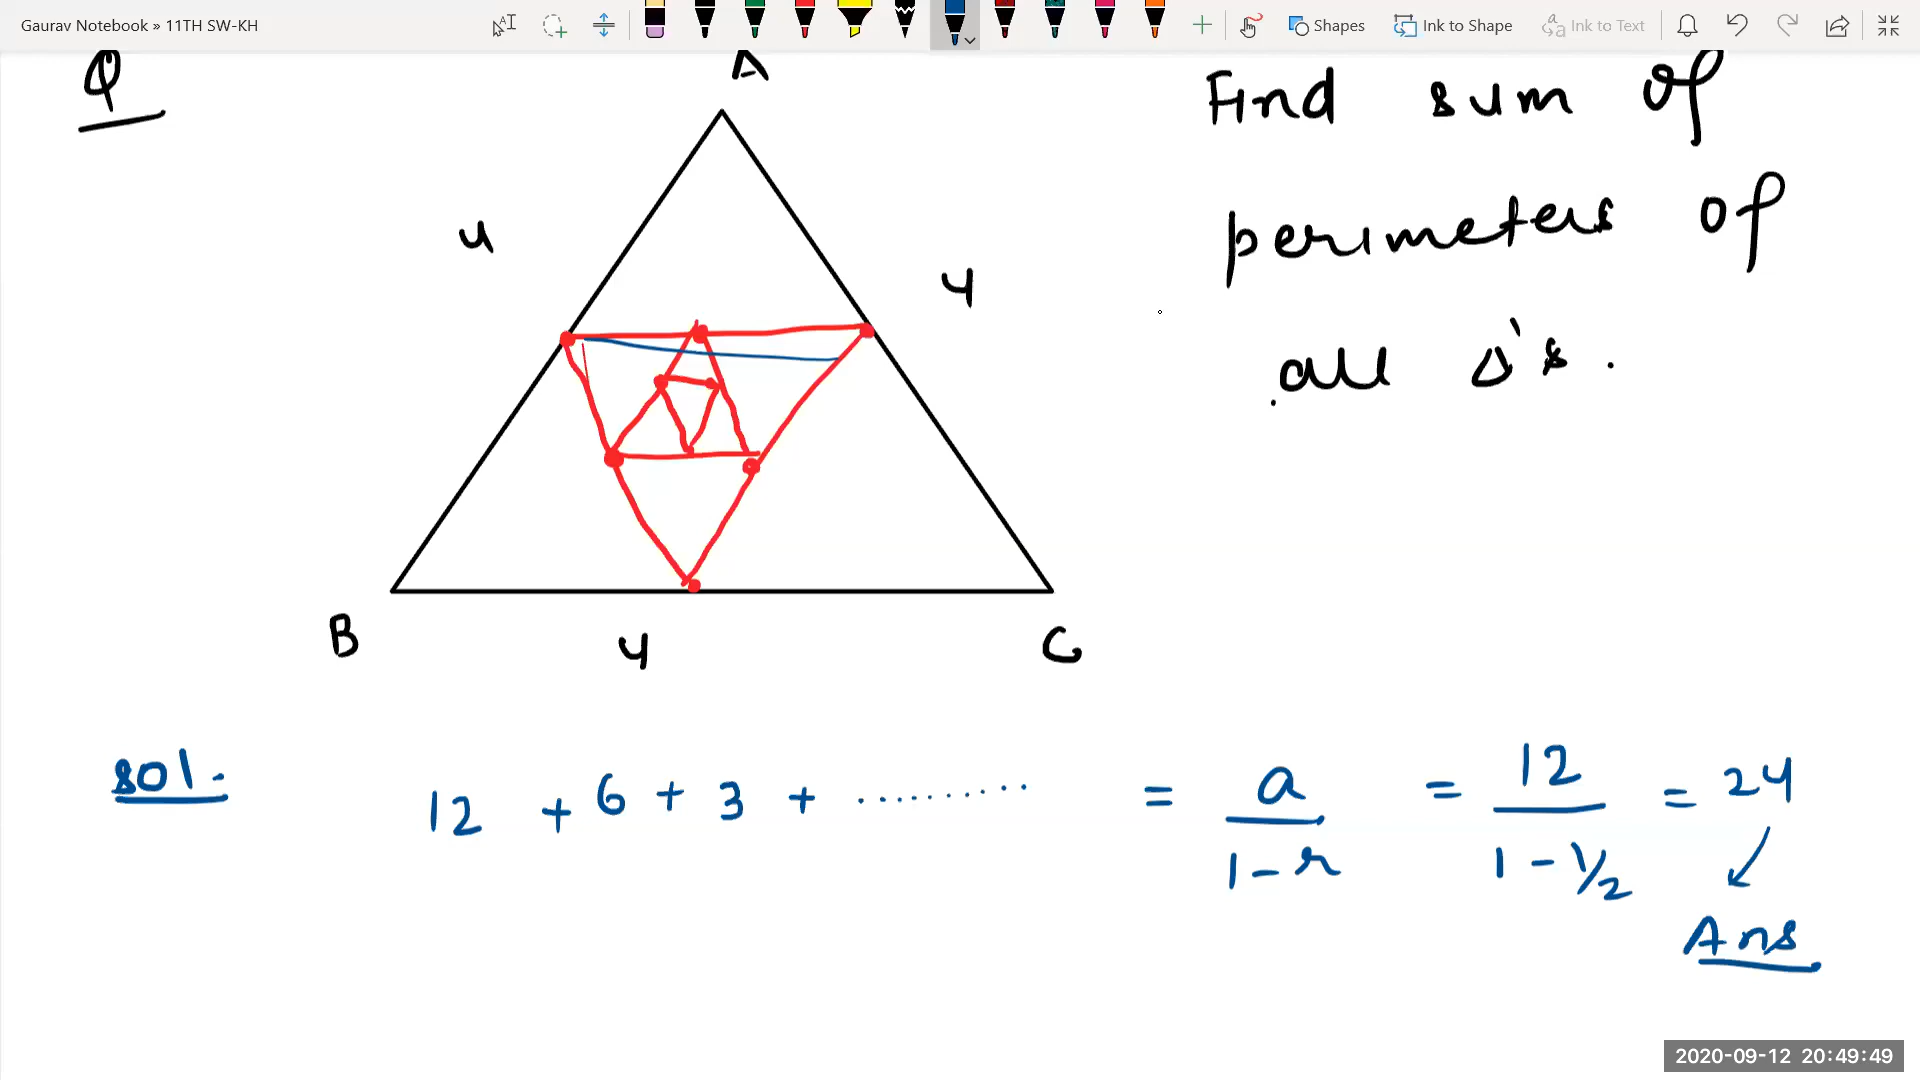 Gaurav Notebook » 11TH SW-KH
Shapes
Ink to Shape
Ink to Text
Q
A
Find sum of
4
perimeters of
4
all Δ's.
B
4
C
sol.
12 + 6 + 3 + .......... = a/(1-r) = 12/(1-1/2) = 24
Ans
2020-09-12 20:49:49